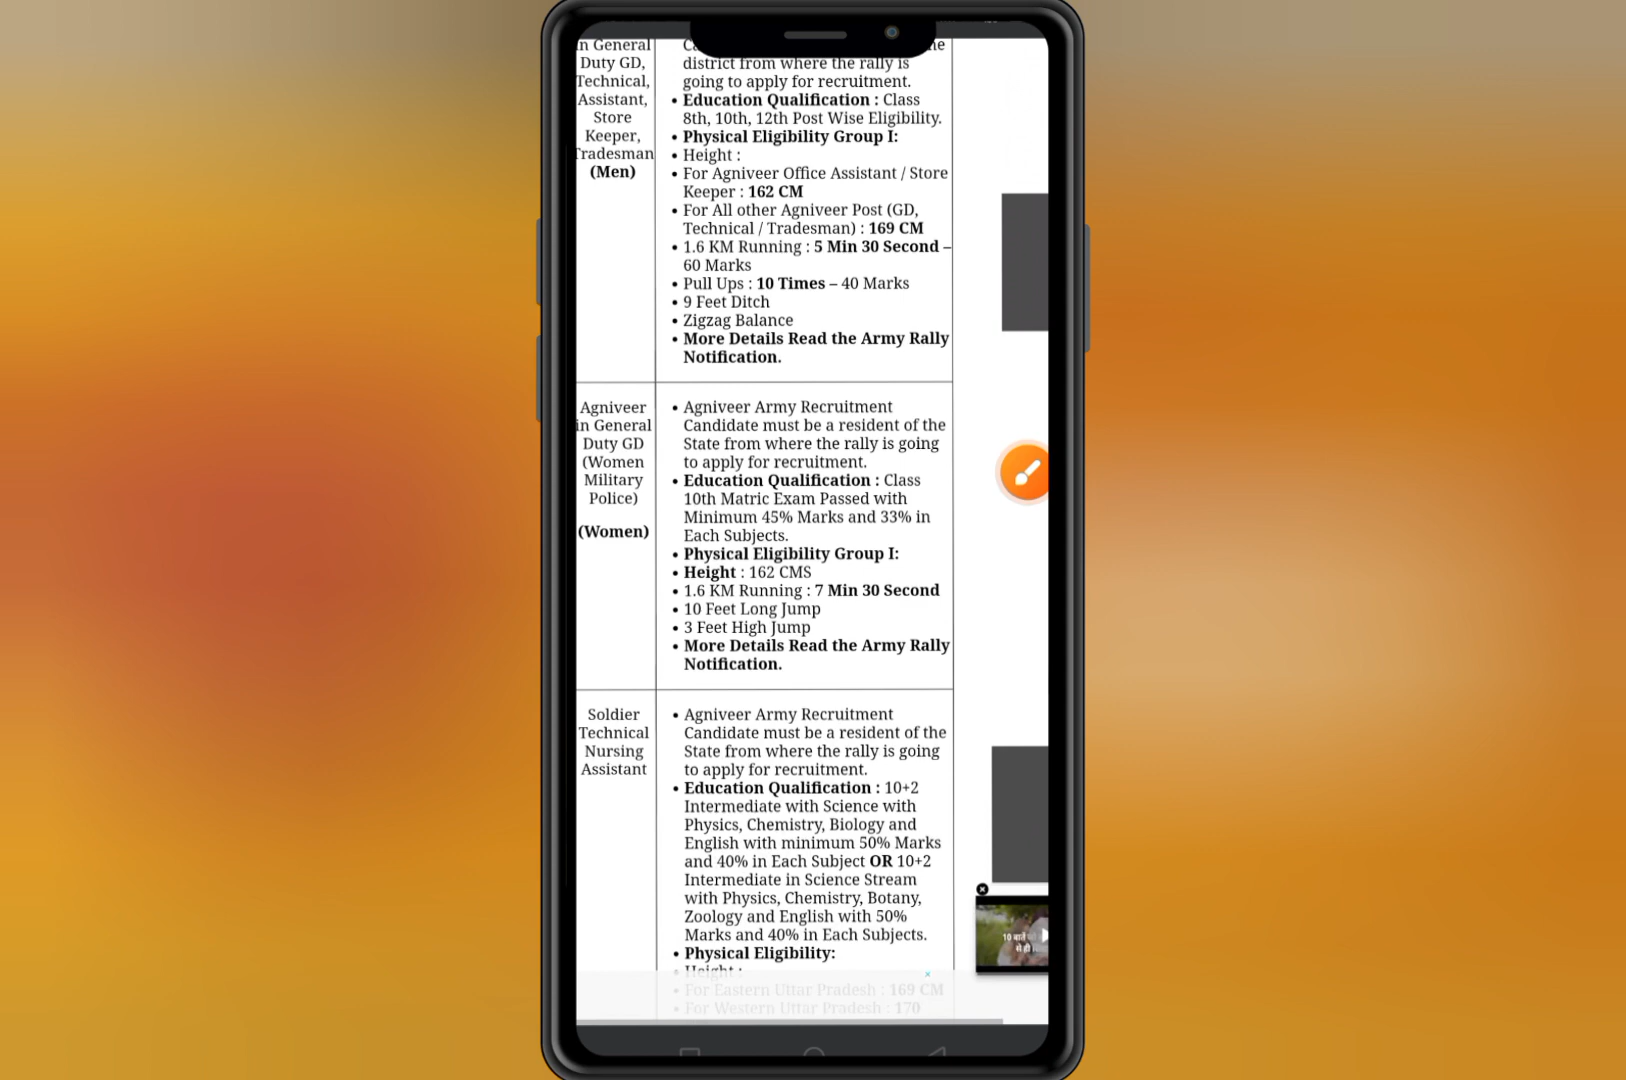 in General
Duty GD,
Technical,
Assistant,
Store
Keeper,
Tradesman
(Men)
district from where the rally is
going to apply for recruitment.
• Education Qualification : Class
8th, 10th, 12th Post Wise Eligibility.
• Physical Eligibility Group I:
• Height :
• For Agniveer Office Assistant / Store
Keeper : 162 CM
• For All other Agniveer Post (GD,
Technical / Tradesman) : 169 CM
• 1.6 KM Running : 5 Min 30 Second –
60 Marks
• Pull Ups : 10 Times – 40 Marks
• 9 Feet Ditch
• Zigzag Balance
• More Details Read the Army Rally
Notification.
Agniveer
in General
Duty GD
(Women
Military
Police)
(Women)
• Agniveer Army Recruitment
Candidate must be a resident of the
State from where the rally is going
to apply for recruitment.
• Education Qualification : Class
10th Matric Exam Passed with
Minimum 45% Marks and 33% in
Each Subjects.
• Physical Eligibility Group I:
• Height : 162 CMS
• 1.6 KM Running : 7 Min 30 Second
• 10 Feet Long Jump
• 3 Feet High Jump
• More Details Read the Army Rally
Notification.
Soldier
Technical
Nursing
Assistant
• Agniveer Army Recruitment
Candidate must be a resident of the
State from where the rally is going
to apply for recruitment.
• Education Qualification : 10+2
Intermediate with Science with
Physics, Chemistry, Biology and
English with minimum 50% Marks
and 40% in Each Subject OR 10+2
Intermediate in Science Stream
with Physics, Chemistry, Botany,
Zoology and English with 50%
Marks and 40% in Each Subjects.
• Physical Eligibility:
• Height :
• For Eastern Uttar Pradesh : 169 CM
• For Western Uttar Pradesh : 170
10 बातें